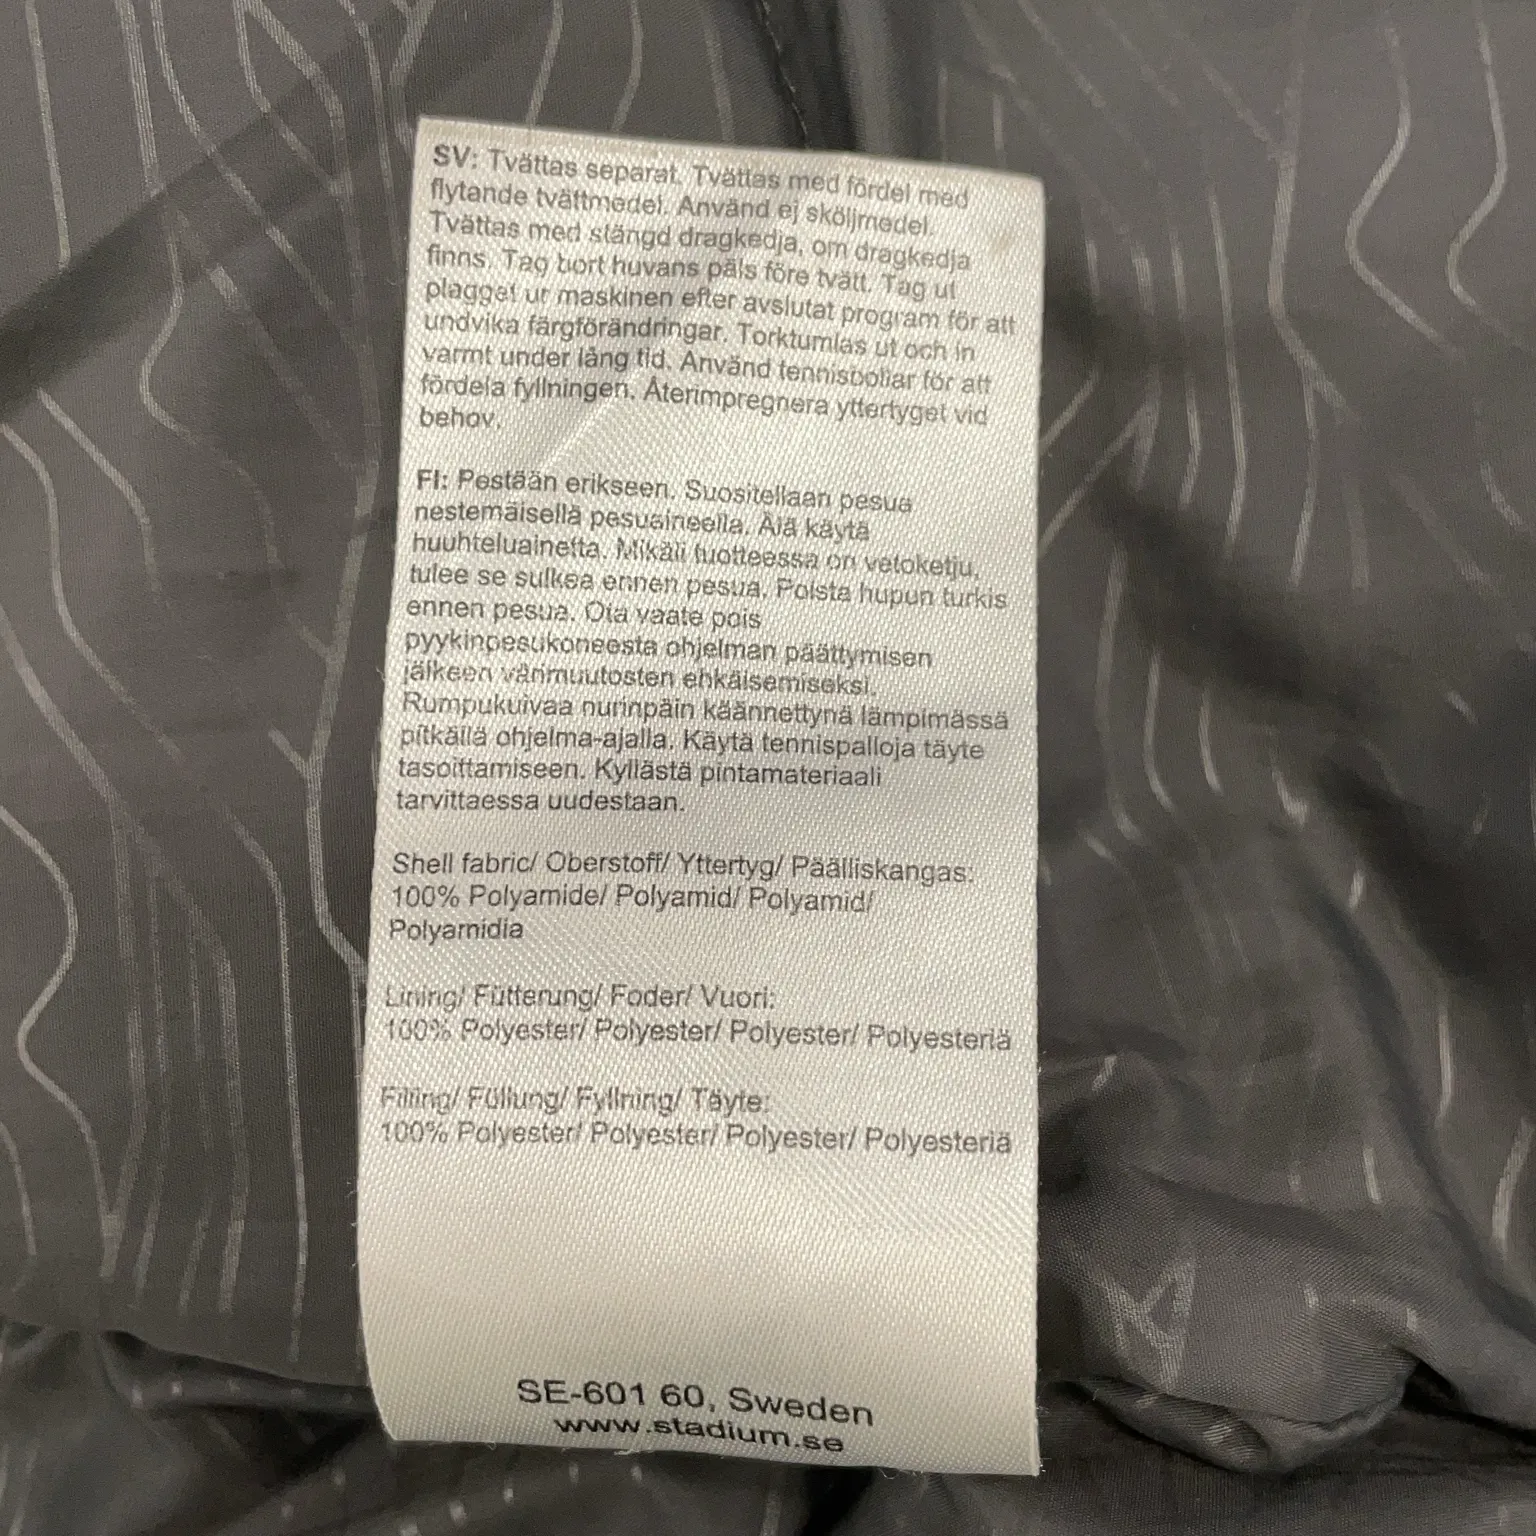 SV: Tvättas separat. Tvättas med fördel med
flytande tvättmedel. Använd ej sköljmedel.
Tvättas med stängd dragkedja, om dragkedja
finns. Tag bort huvans päls före tvätt. Tag ut
plagget ur maskinen efter avslutat program för att
undvika färgförändringar. Torktumlas ut och in
varmt under lång tid. Använd tennisbollar för att
fördela fyllningen. Återimpregnera yttertyget vid
behov.
FI: Pestään erikseen. Suositellaan pesua
nestemäisellä pesuaineella. Älä käytä
huuhteluainetta. Mikäli tuotteessa on vetoketju,
tulee se sulkea ennen pesua. Poista hupun turkis
ennen pesua. Ota vaate pois
pyykinpesukoneesta ohjelman päättymisen
jälkeen värimuutosten ehkäisemiseksi.
Rumpukuivaa nurinpäin käännettynä lämpimässä
pitkällä ohjelma-ajalla. Käytä tennispalloja täyte
tasoittamiseen. Kyllästä pintamateriaali
tarvittaessa uudestaan.
Shell fabric/ Oberstoff/ Yttertyg/ Päälliskangas:
100% Polyamide/ Polyamid/ Polyamid/
Polyamidia
Lining/ Fütterung/ Foder/ Vuori:
100% Polyester/ Polyester/ Polyester/ Polyesteriä
Filling/ Füllung/ Fyllning/ Täyte:
100% Polyester/ Polyester/ Polyester/ Polyesteriä
SE-601 60, Sweden
www.stadium.se